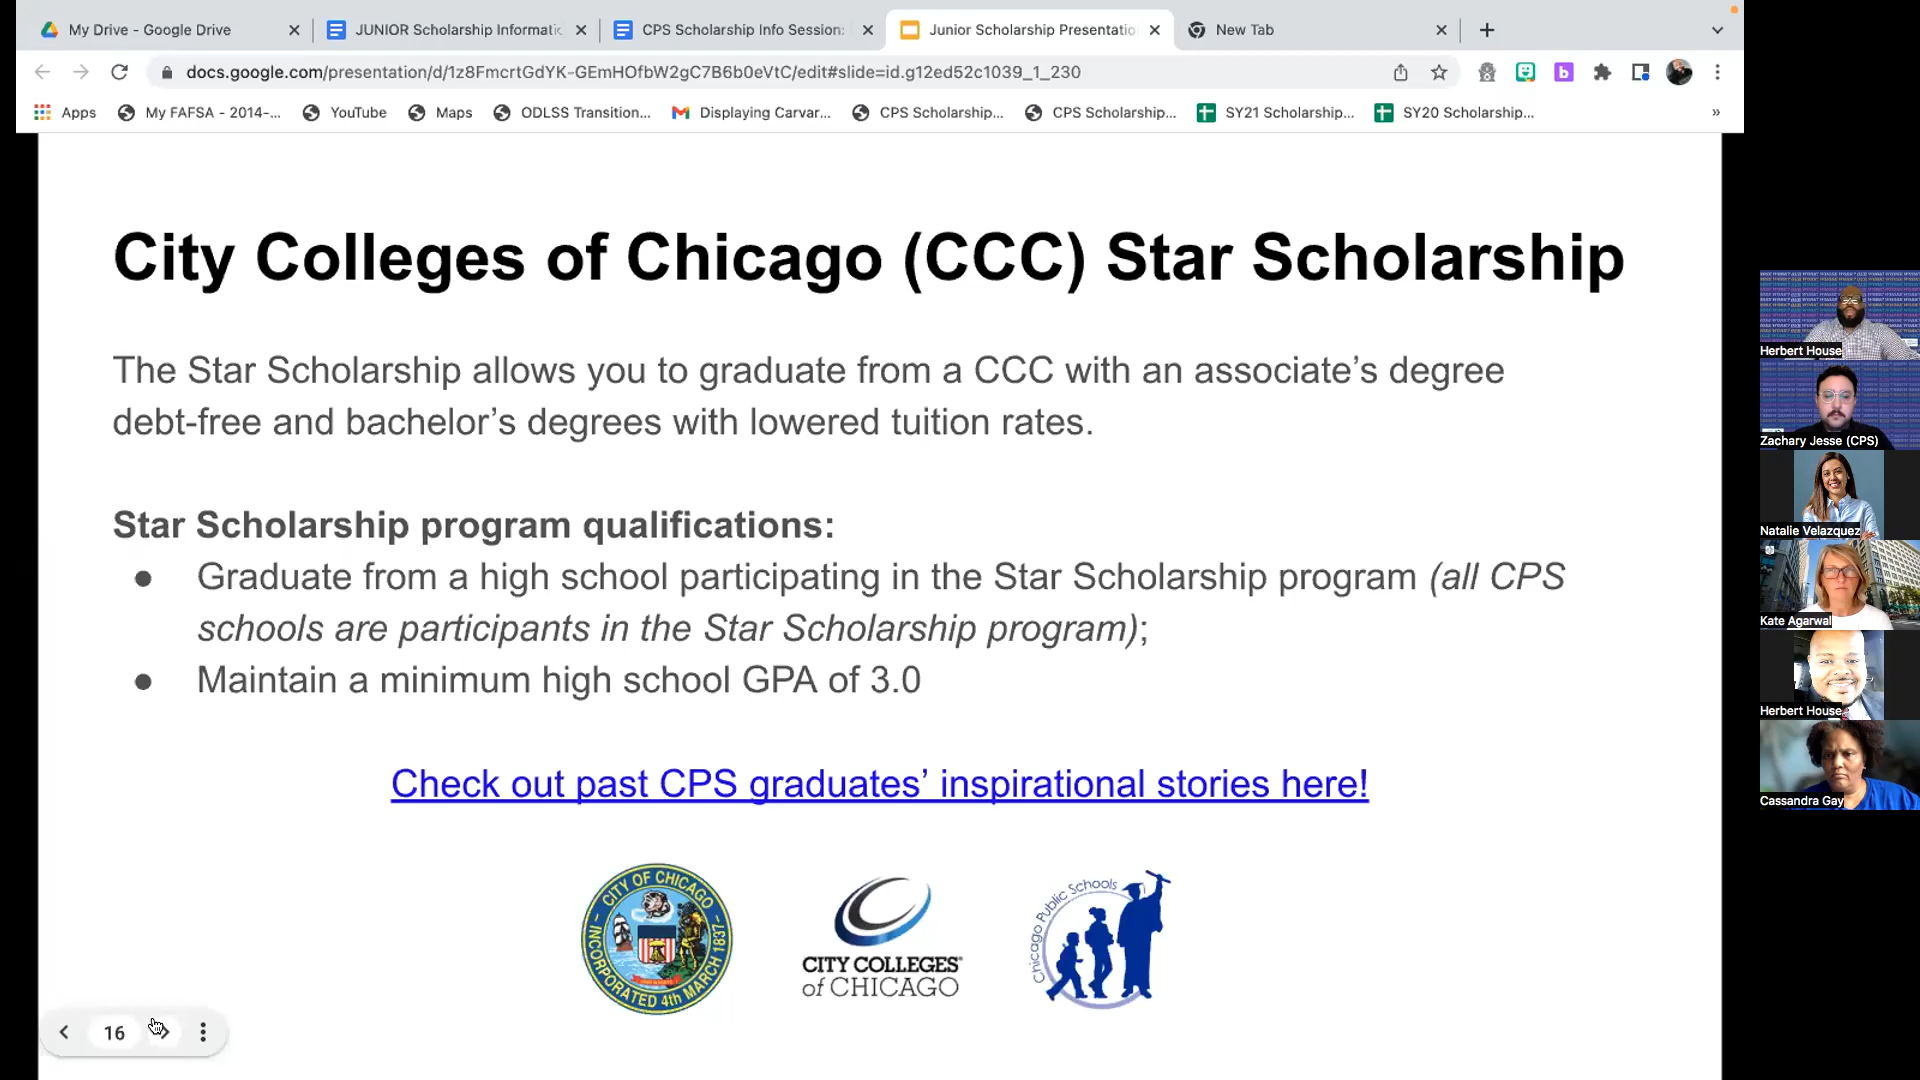 My Drive - Google Drive
JUNIOR Scholarship Informatic
CPS Scholarship Info Session:
Junior Scholarship Presentatio
New Tab
docs.google.com/presentation/d/1z8FmcrtGdYK-GEmHOfbW2gC7B6b0eVtC/edit#slide=id.g12ed52c1039_1_230
Apps
My FAFSA - 2014-...
YouTube
Maps
ODLSS Transition...
Displaying Carvar...
CPS Scholarship...
CPS Scholarship...
SY21 Scholarship...
SY20 Scholarship...
City Colleges of Chicago (CCC) Star Scholarship
The Star Scholarship allows you to graduate from a CCC with an associate’s degree
debt-free and bachelor’s degrees with lowered tuition rates.
Star Scholarship program qualifications:
● Graduate from a high school participating in the Star Scholarship program (all CPS
schools are participants in the Star Scholarship program);
● Maintain a minimum high school GPA of 3.0
Check out past CPS graduates’ inspirational stories here!
CITY OF CHICAGO
INCORPORATED 4th MARCH 1837
CITY COLLEGES
of CHICAGO
Chicago Public Schools
16
Herbert House
Zachary Jesse (CPS)
Natalie Velazquez
Kate Agarwal
Herbert House
Cassandra Gay